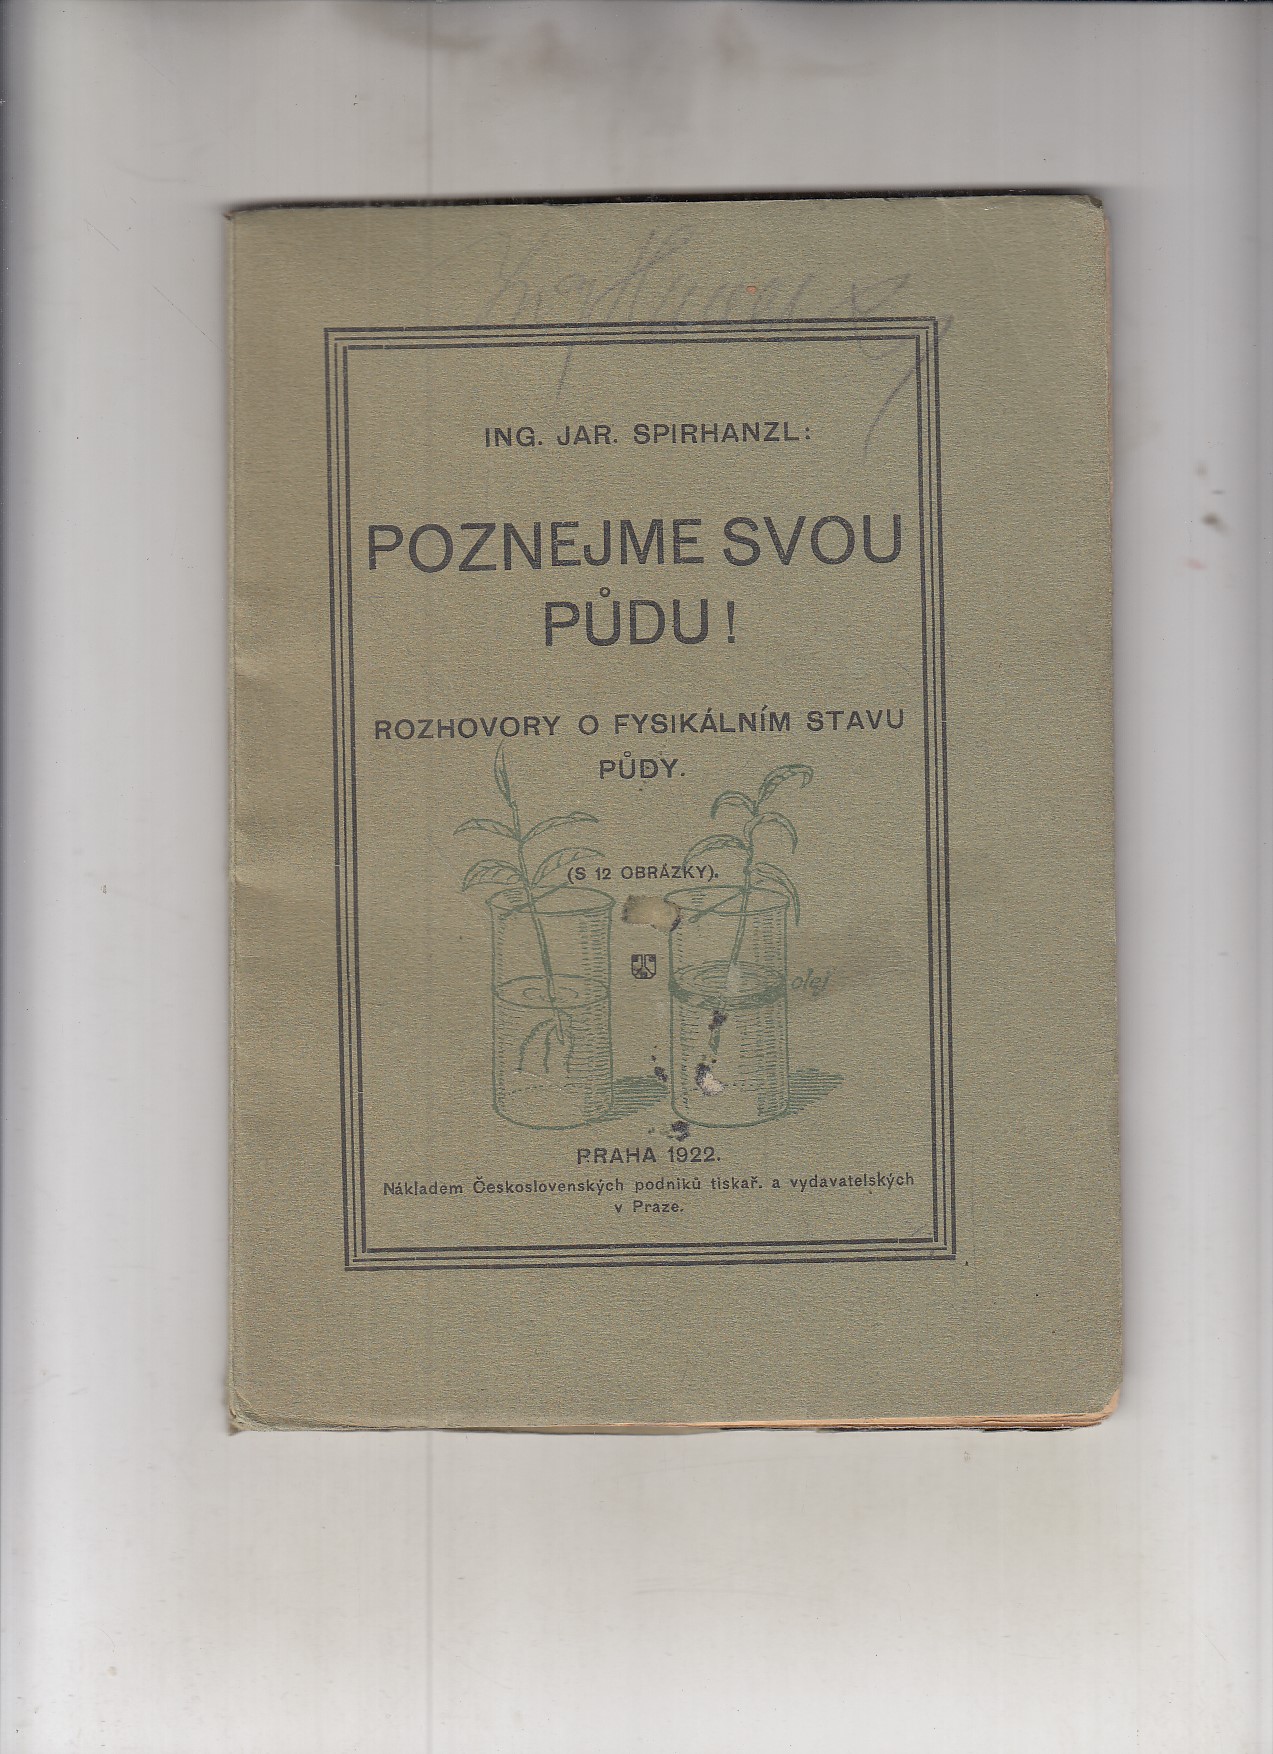 ING. JAR. SPIRHANZL:
POZNEJME SVOU
PŮDU!
ROZHOVORY O FYSIKÁLNÍM STAVU
PŮDY.
(S 12 OBRÁZKY).
olej
PRAHA 1922.
Nákladem Československých podniků tiskař. a vydavatelských
v Praze.